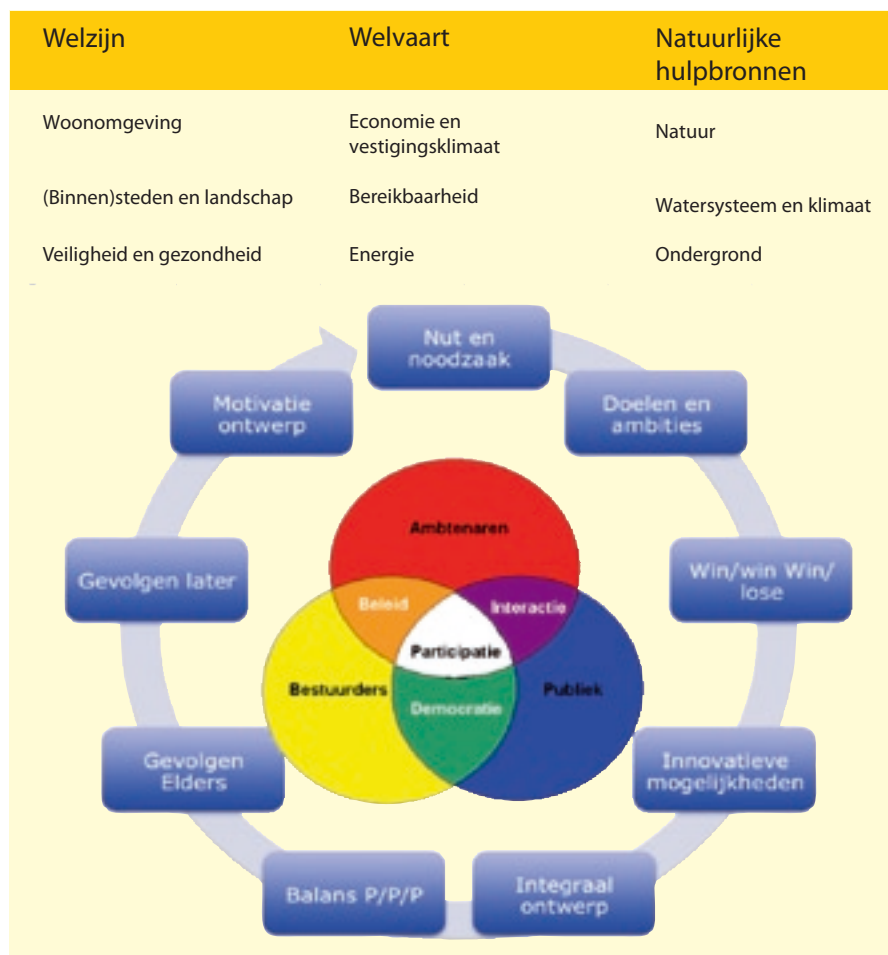 Welzijn
Welvaart
Natuurlijke
hulpbronnen
Woonomgeving
Economie en
vestigingsklimaat
Natuur
(Binnen)steden en landschap
Bereikbaarheid
Watersysteem en klimaat
Veiligheid en gezondheid
Energie
Ondergrond
Nut en
noodzaak
Motivatie
ontwerp
Doelen en
ambities
Ambtenaren
Gevolgen later
Win/win Win/
lose
Beleid
Interactie
Participatie
Bestuurders
Publiek
Democratie
Gevolgen
Elders
Innovatieve
mogelijkheden
Balans P/P/P
Integraal
ontwerp